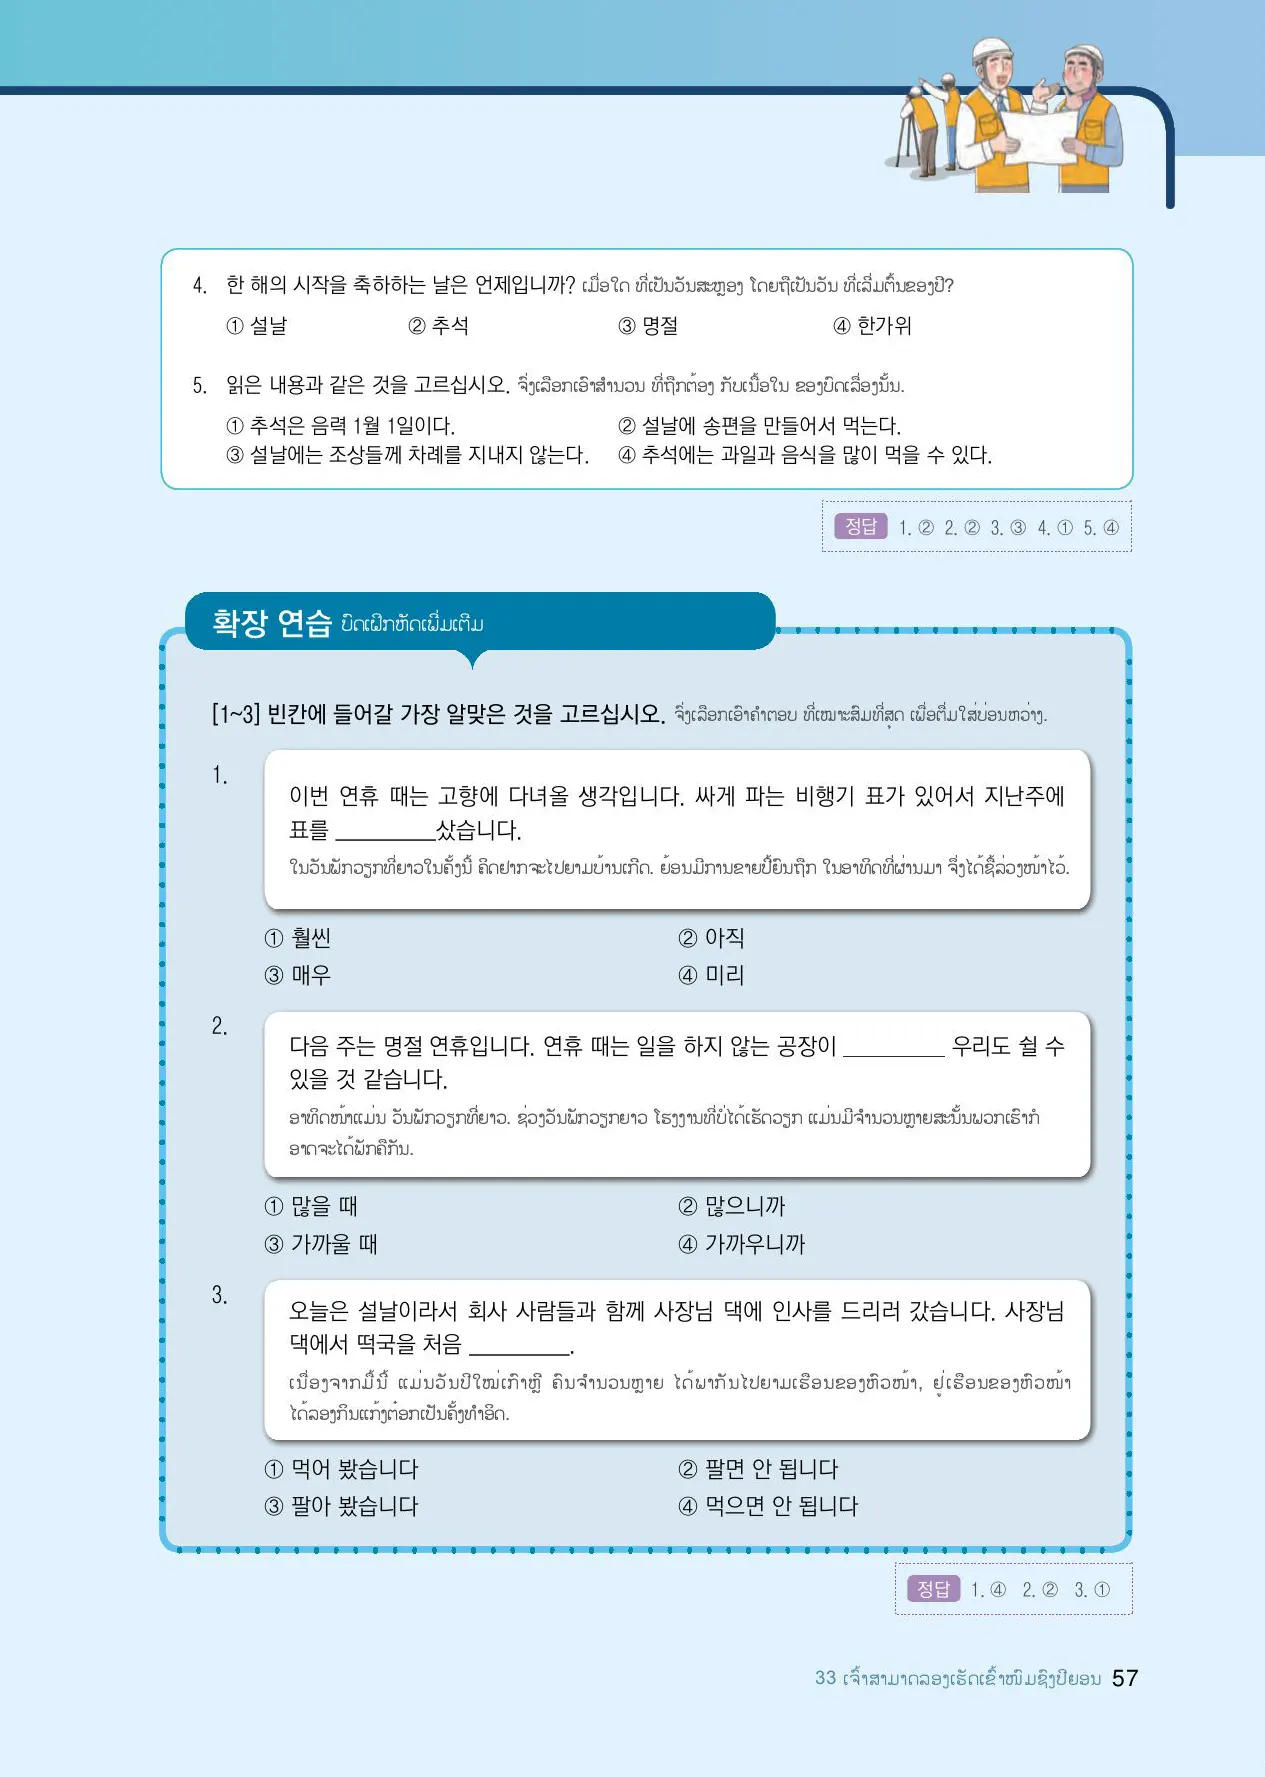 4. 한 해의 시작을 축하하는 날은 언제입니까? ເມື່ອໃດ ທີ່ເປັນວັນສະຫຼອງ ໂດຍຖືເປັນວັນ ທີ່ເລີ່ມຕົ້ນຂອງປີ?
① 설날 ② 추석 ③ 명절 ④ 한가위
5. 읽은 내용과 같은 것을 고르십시오. ຈົ່ງເລືອກເອົາສຳນວນ ທີ່ຖືກຕ້ອງ ກັບເນື້ອໃນ ຂອງບົດເລື່ອງນັ້ນ.
① 추석은 음력 1월 1일이다. ② 설날에 송편을 만들어서 먹는다.
③ 설날에는 조상들께 차례를 지내지 않는다. ④ 추석에는 과일과 음식을 많이 먹을 수 있다.
정답 1. ② 2. ② 3. ③ 4. ① 5. ④
확장 연습 ບົດເຝິກຫັດເພີ່ມເຕີມ
[1~3] 빈칸에 들어갈 가장 알맞은 것을 고르십시오. ຈົ່ງເລືອກເອົາຄຳຕອບ ທີ່ເໝາະສົມທີ່ສຸດ ເພື່ອຕື່ມໃສ່ບ່ອນຫວ່າງ.
1.
이번 연휴 때는 고향에 다녀올 생각입니다. 싸게 파는 비행기 표가 있어서 지난주에
표를 __________샀습니다.
ໃນວັນພັກວຽກທີ່ຍາວໃນຄັ້ງນີ້ ຄິດຢາກຈະໄປຍາມບ້ານເກີດ. ຍ້ອນມີການຂາຍປີ້ຍົນຖືກ ໃນອາທິດທີ່ຜ່ານມາ ຈຶ່ງໄດ້ຊື້ລ່ວງໜ້າໄວ້.
① 훨씬 ② 아직
③ 매우 ④ 미리
2.
다음 주는 명절 연휴입니다. 연휴 때는 일을 하지 않는 공장이 __________ 우리도 쉴 수
있을 것 같습니다.
ອາທິດໜ້າແມ່ນ ວັນພັກວຽກທີ່ຍາວ. ຊ່ວງວັນພັກວຽກຍາວ ໂຮງງານທີ່ບໍ່ໄດ້ເຮັດວຽກ ແມ່ນມີຈຳນວນຫຼາຍສະນັ້ນພວກເຮົາກໍ
ອາດຈະໄດ້ພັກຄືກັນ.
① 많을 때 ② 많으니까
③ 가까울 때 ④ 가까우니까
3.
오늘은 설날이라서 회사 사람들과 함께 사장님 댁에 인사를 드리러 갔습니다. 사장님
댁에서 떡국을 처음 __________.
ເນື່ອງຈາກມື້ນີ້ ແມ່ນວັນປີໃໝ່ເກົາຫຼີ ຄົນຈຳນວນຫຼາຍ ໄດ້ພາກັນໄປຍາມເຮືອນຂອງຫົວໜ້າ, ຢູ່ເຮືອນຂອງຫົວໜ້າ
ໄດ້ລອງກິນແກ້ງຕ໋ອກເປັນຄັ້ງທຳອິດ.
① 먹어 봤습니다 ② 팔면 안 됩니다
③ 팔아 봤습니다 ④ 먹으면 안 됩니다
정답 1. ④ 2. ② 3. ①
33 ເຈົ້າສາມາດລອງເຮັດເຂົ້າໜົມຊົງປຽອນ 57